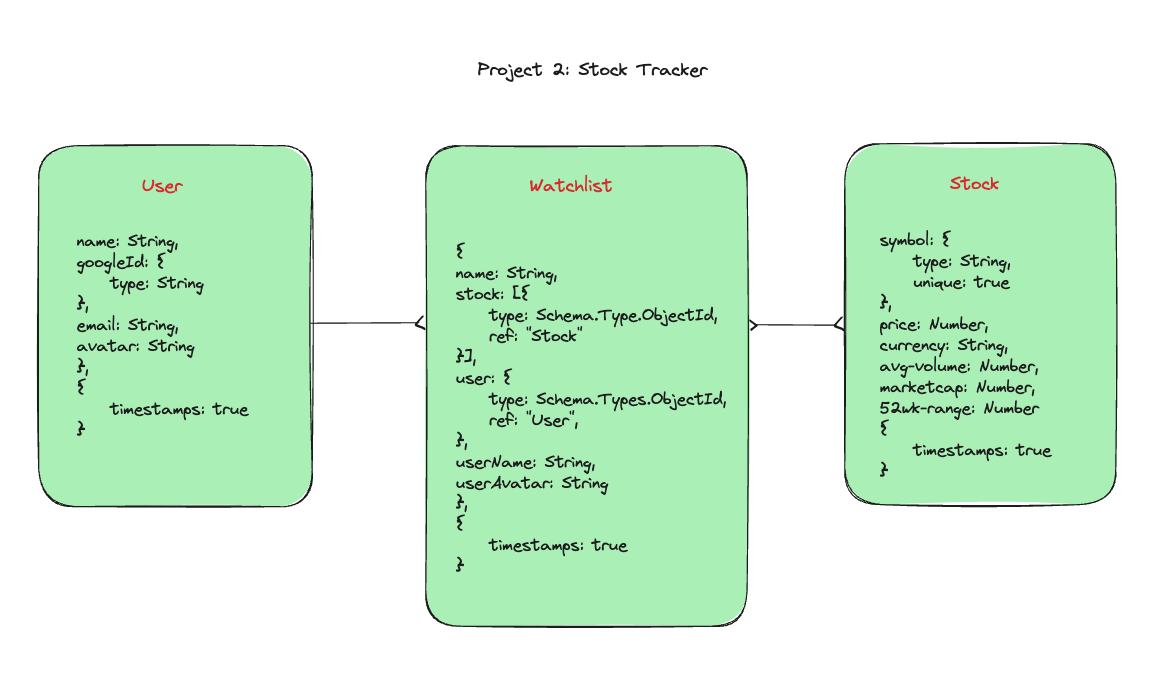 Project 2: Stock Tracker
User
name: String,
googleId: {
type: String
},
email: String,
avatar: String
},
{
timestamps: true
}
Watchlist
{
name: String,
stock: [{
type: Schema.Type.ObjectId,
ref: "Stock"
}],
user: {
type: Schema.Types.ObjectId,
ref: "User",
},
userName: String,
userAvatar: String
},
{
timestamps: true
}
Stock
symbol: {
type: String,
unique: true
},
price: Number,
currency: String,
avg-volume: Number,
marketcap: Number,
52wk-range: Number
{
timestamps: true
}